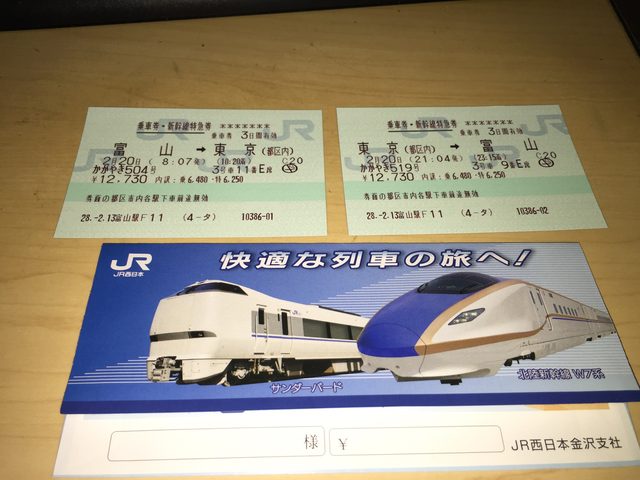 乗車券・新幹線特急券 *******
乗車券 3日間有効
富山 → 東京(都区内)
2月20日 (8:07発) (10:20着) C20
かがやき504号 3号車11番E席
¥12,730 内訳:乗6,480・特6,250
券面の都区市内各駅下車前途無効
28.-2.13富山駅F11 (4-タ) 10386-01
乗車券・新幹線特急券 *******
乗車券 3日間有効
東京(都区内) → 富山
2月20日 (21:04発) (23:15着) C20
かがやき519号 3号車 9番E席
¥12,730 内訳:乗6,480・特6,250
券面の都区市内各駅下車前途無効
28.-2.13富山駅F11 (4-タ) 10386-02
JR
JR西日本
快適な列車の旅へ!
サンダーバード
北陸新幹線 W7系
様
¥
JR西日本金沢支社